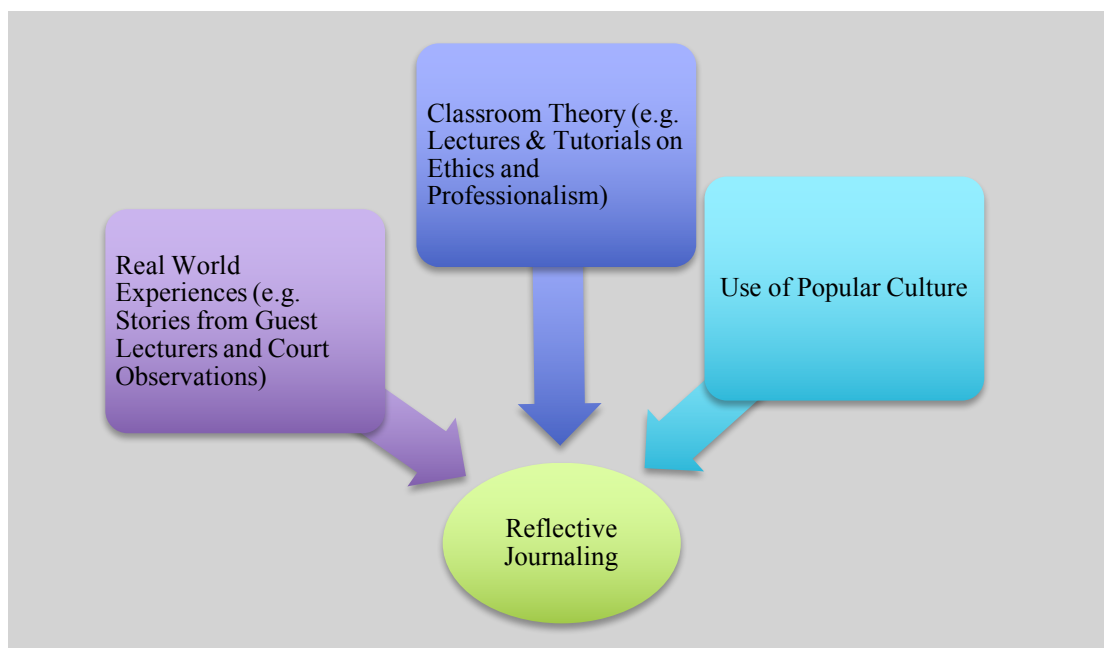 Classroom Theory (e.g.
Lectures & Tutorials on
Ethics and
Professionalism)
Real World
Experiences (e.g.
Stories from Guest
Lecturers and Court
Observations)
Use of Popular Culture
Reflective
Journaling